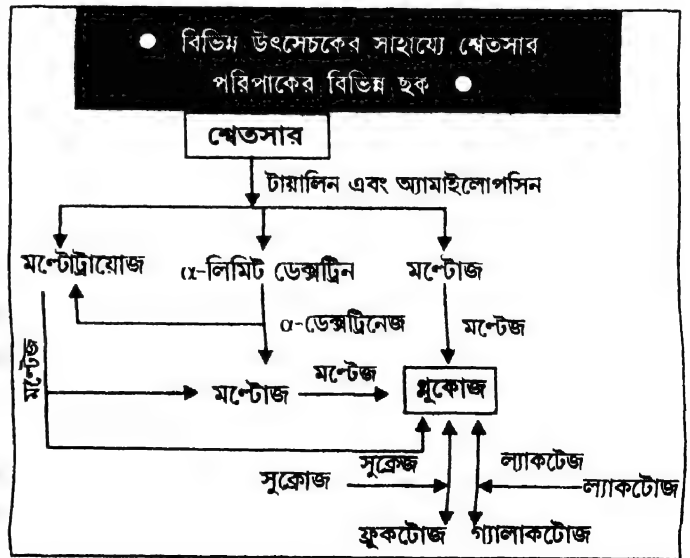 ● বিভিন্ন উৎসেচকের সাহায্যে শ্বেতসার
পরিপাকের বিভিন্ন ছক ●
শ্বেতসার
টায়ালিন এবং অ্যামাইলোপসিন
মল্টোট্রায়োজ α-লিমিট ডেক্সট্রিন মল্টোজ
α-ডেক্সট্রিনেজ মল্টেজ
মল্টেজ
মল্টোজ মল্টেজ গ্লুকোজ
সুক্রোজ সুক্রেজ ল্যাকটেজ ল্যাকটোজ
ফ্রুকটোজ গ্যালাকটোজ